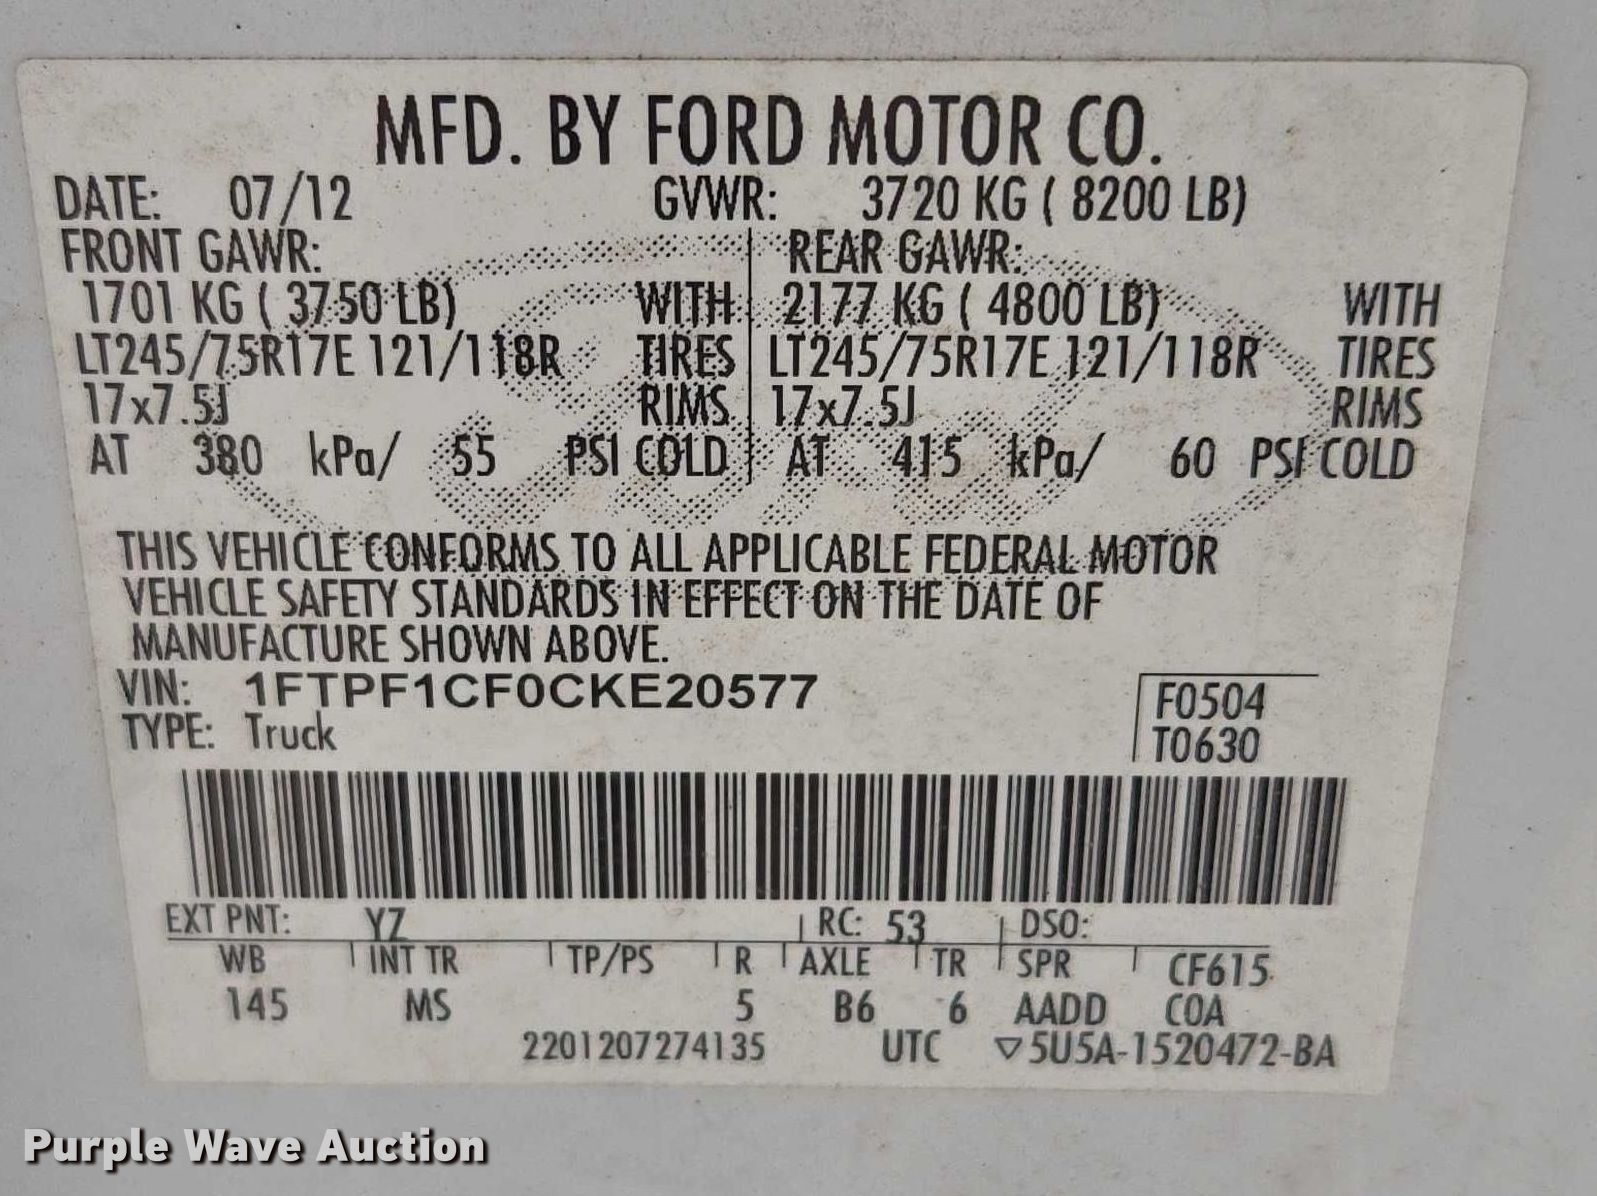 MFD. BY FORD MOTOR CO.
DATE: 07/12 GVWR: 3720 KG ( 8200 LB)
FRONT GAWR: REAR GAWR:
1701 KG ( 3750 LB) WITH 2177 KG ( 4800 LB) WITH
LT245/75R17E 121/118R TIRES LT245/75R17E 121/118R TIRES
17x7.5J RIMS 17x7.5J RIMS
AT 380 kPa/ 55 PSI COLD AT 415 kPa/ 60 PSI COLD
THIS VEHICLE CONFORMS TO ALL APPLICABLE FEDERAL MOTOR
VEHICLE SAFETY STANDARDS IN EFFECT ON THE DATE OF
MANUFACTURE SHOWN ABOVE.
VIN: 1FTPF1CF0CKE20577 F0504
TYPE: Truck T0630
EXT PNT: YZ RC: 53 DSO:
WB INT TR TP/PS R AXLE TR SPR CF615
145 MS 5 B6 6 AADD COA
2201207274135 UTC ▽5U5A-1520472-BA
Purple Wave Auction